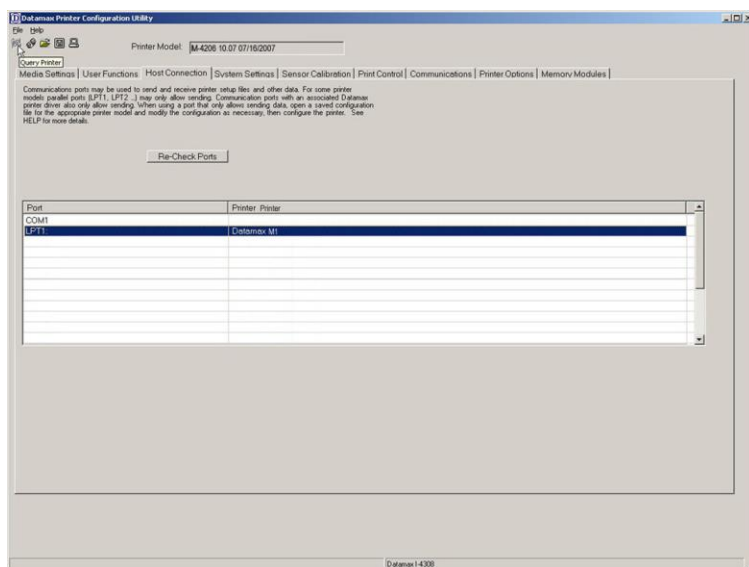 Datamax Printer Configuration Utility
File Help
Printer Model: M-4206 10.07 07/16/2007
Query Printer
Media Settings User Functions Host Connection System Settings Sensor Calibration Print Control Communications Printer Options Memory Modules
Communications ports may be used to send and receive printer setup files and other data. For some printer
models parallel ports (LPT1, LPT2 ...) may only allow sending. Communication ports with an associated Datamax
printer driver also only allow sending. When using a port that only allows sending data, open a saved configuration
file for the appropriate printer model and modify the configuration as necessary, then configure the printer. See
HELP for more details.
Re-Check Ports
Port Printer Printer
COM1
LPT1: Datamax M1
Datamax I-4308